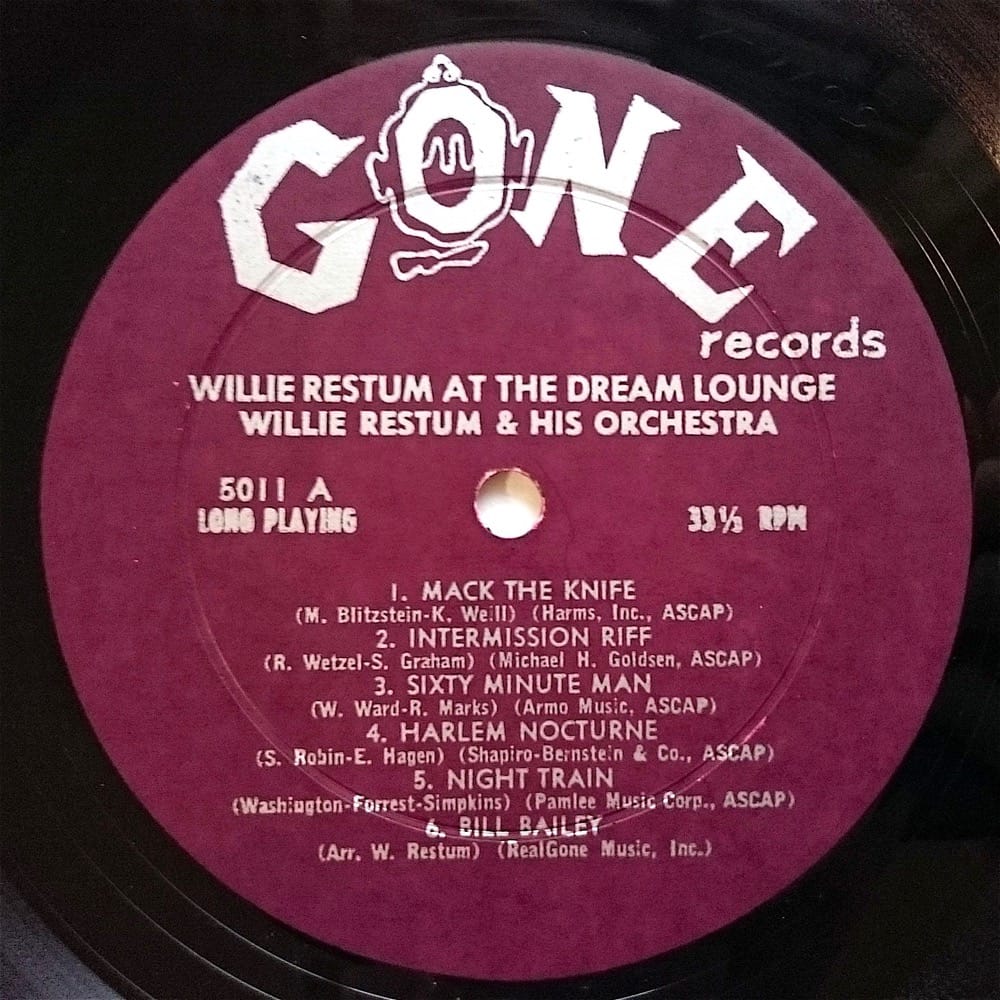 GONE
records
WILLIE RESTUM AT THE DREAM LOUNGE
WILLIE RESTUM & HIS ORCHESTRA
5011 A
LONG PLAYING
33⅓ RPM
1. MACK THE KNIFE
(M. Blitzstein-K. Weill) (Harms, Inc., ASCAP)
2. INTERMISSION RIFF
(R. Wetzel-S. Graham) (Michael H. Goldsen, ASCAP)
3. SIXTY MINUTE MAN
(W. Ward-R. Marks) (Armo Music, ASCAP)
4. HARLEM NOCTURNE
(S. Robin-E. Hagen) (Shapiro-Bernstein & Co., ASCAP)
5. NIGHT TRAIN
(Washington-Forrest-Simpkins) (Pamlee Music Corp., ASCAP)
6. BILL BAILEY
(Arr. W. Restum) (RealGone Music, Inc.)